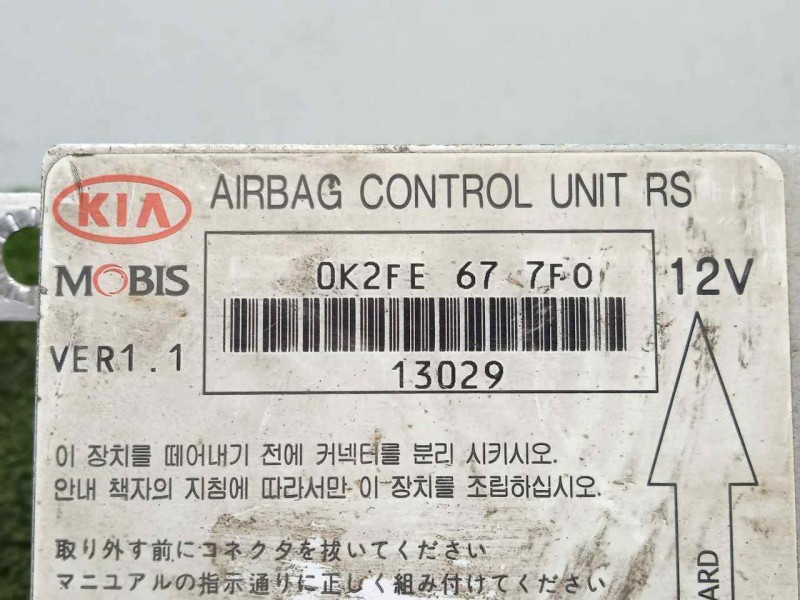 KIA AIRBAG CONTROL UNIT RS
MOBIS 0K2FE 67 7F0 12V
VER1.1 13029
이 장치를 떼어내기 전에 커넥터를 분리 시키시오.
안내 책자의 지침에 따라서만 이 장치를 조립하십시오.
取り外す前にコネクタを抜いてください
マニュアルの指示通りに正しく組み付けてください